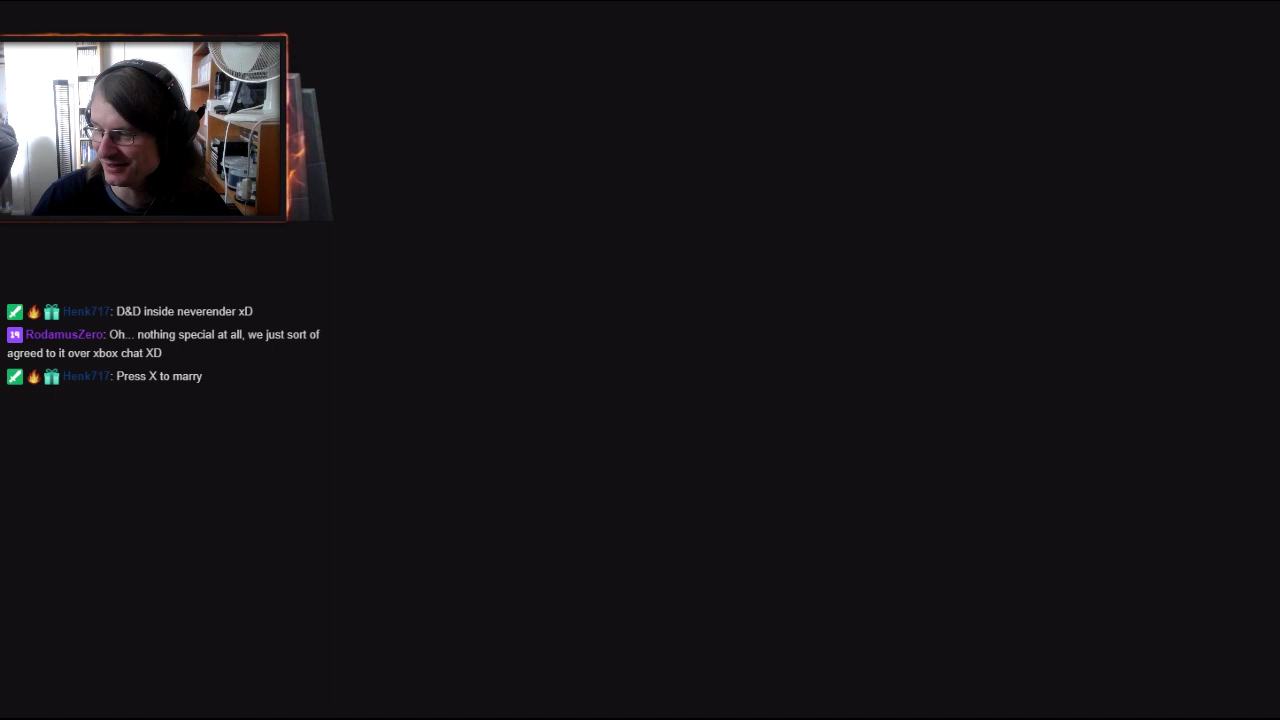 Henk717: D&D inside neverender xD
19 RodamusZero: Oh... nothing special at all, we just sort of
agreed to it over xbox chat XD
Henk717: Press X to marry